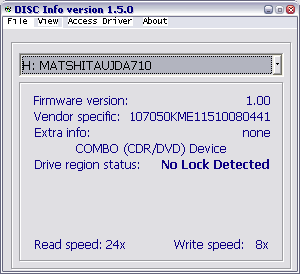 DISC Info version 1.5.0
File View Access Driver About
H: MATSHITAUJDA710
Firmware version: 1.00
Vendor specific: 107050KME11510080441
Extra info: none
COMBO (CDR/DVD) Device
Drive region status: No Lock Detected
Read speed: 24x Write speed: 8x